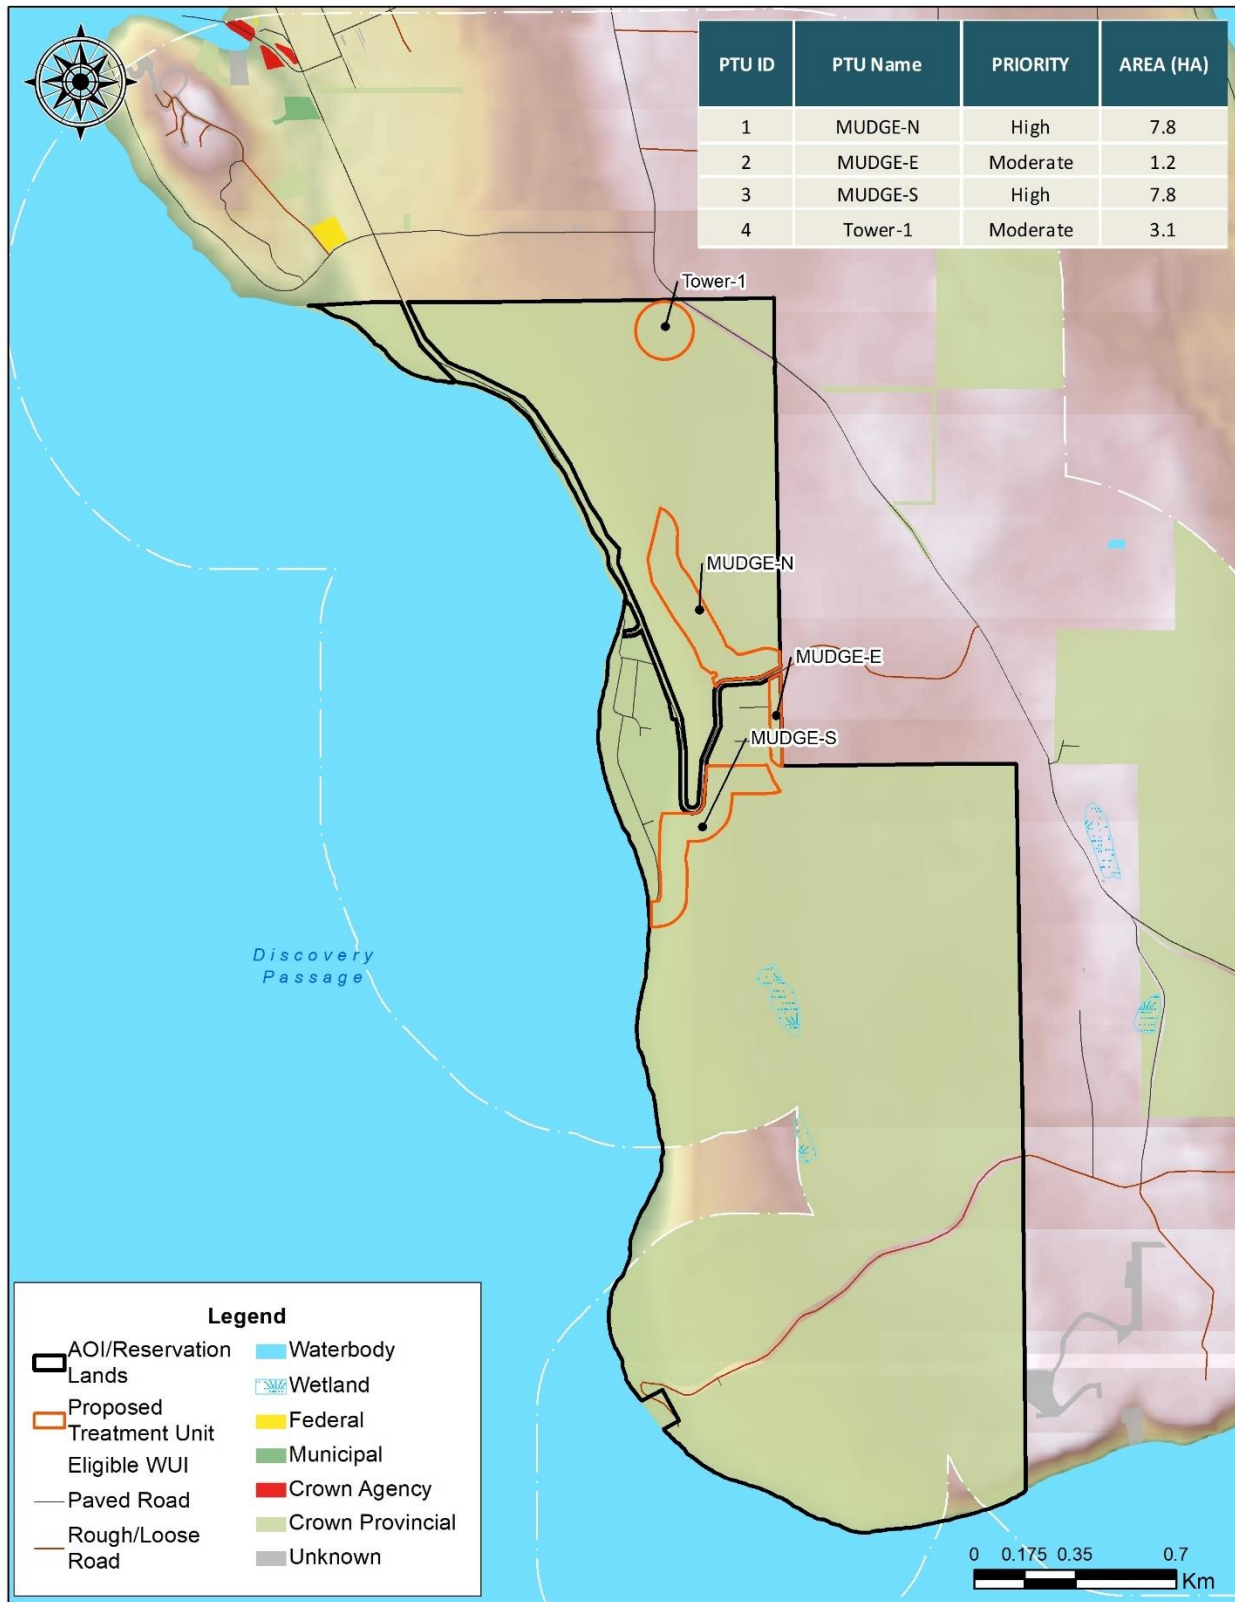 PTU ID PTU Name PRIORITY AREA (HA)
1 MUDGE-N High 7.8
2 MUDGE-E Moderate 1.2
3 MUDGE-S High 7.8
4 Tower-1 Moderate 3.1
Tower-1
MUDGE-N
MUDGE-E
MUDGE-S
Discovery
Passage
Legend
AOI/Reservation
Lands
Proposed
Treatment Unit
Eligible WUI
Paved Road
Rough/Loose
Road
Waterbody
Wetland
Federal
Municipal
Crown Agency
Crown Provincial
Unknown
0 0.175 0.35 0.7
Km